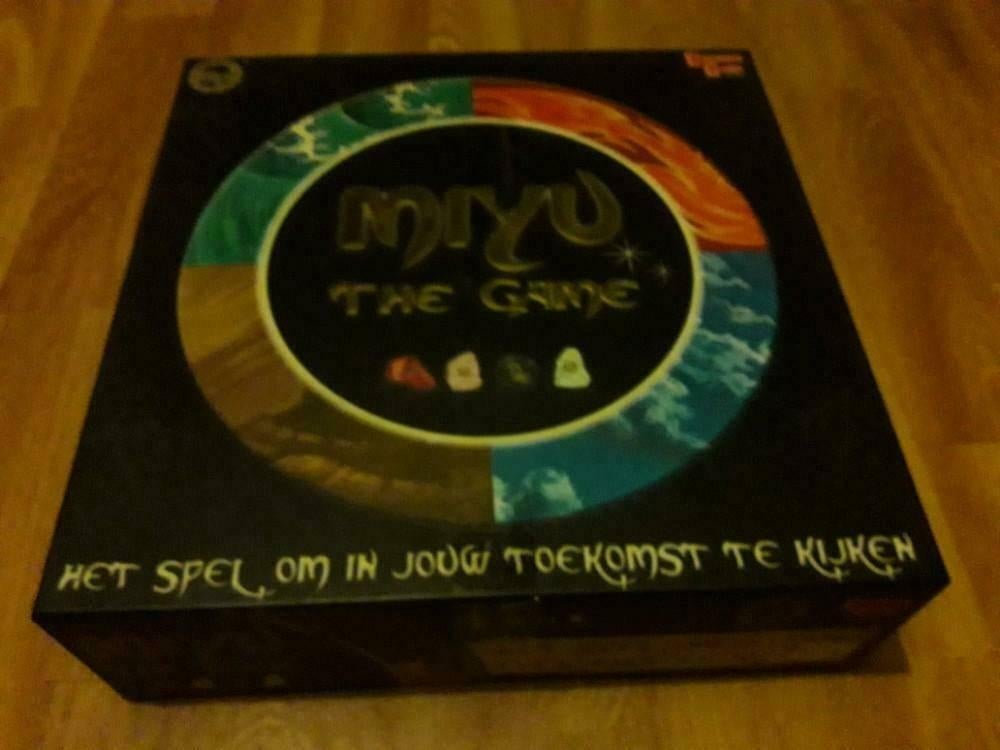 MIYU
THE GAME
HET SPEL OM IN JOUW TOEKOMST TE KIJKEN